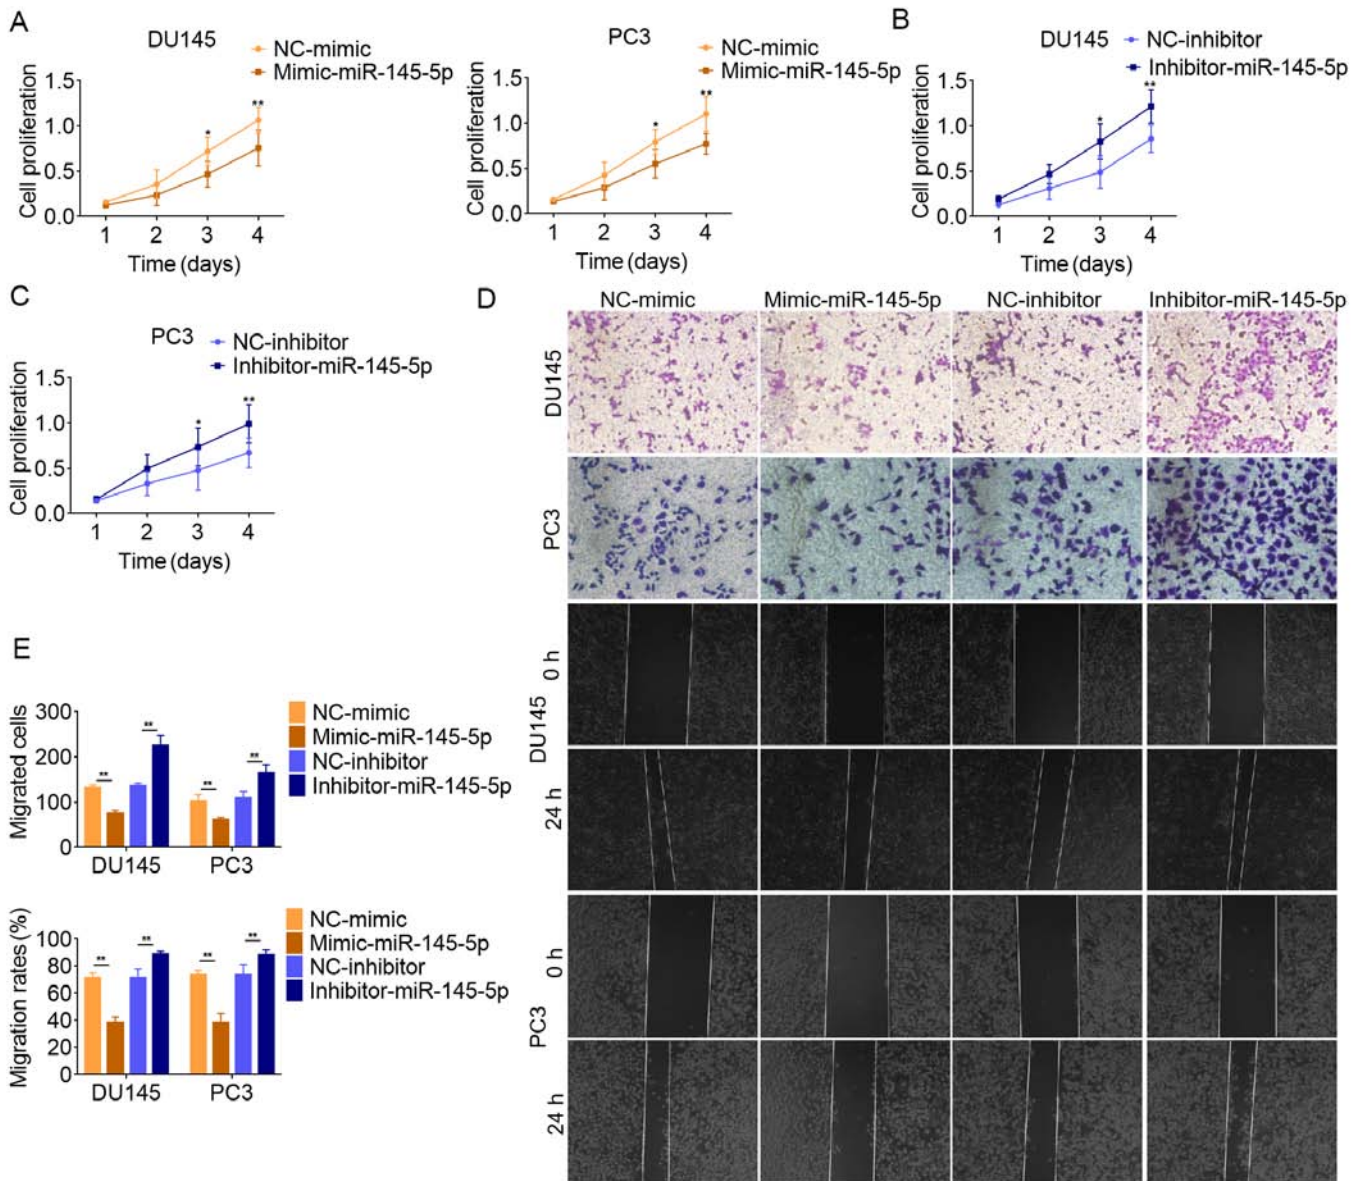 A
DU145
NC-mimic
Mimic-miR-145-5p
Cell proliferation
1.5
1.0
0.5
0.0
*
**
1 2 3 4
Time (days)
PC3
NC-mimic
Mimic-miR-145-5p
Cell proliferation
1.5
1.0
0.5
0.0
*
**
1 2 3 4
Time (days)
B
DU145
NC-inhibitor
Inhibitor-miR-145-5p
Cell proliferation
1.5
1.0
0.5
0.0
*
**
1 2 3 4
Time (days)
C
PC3
NC-inhibitor
Inhibitor-miR-145-5p
Cell proliferation
1.5
1.0
0.5
0.0
*
**
1 2 3 4
Time (days)
D
NC-mimic Mimic-miR-145-5p NC-inhibitor Inhibitor-miR-145-5p
DU145
PC3
DU145
0 h
24 h
PC3
0 h
24 h
E
Migrated cells
300
200
100
0
** ** ** **
DU145 PC3
NC-mimic
Mimic-miR-145-5p
NC-inhibitor
Inhibitor-miR-145-5p
Migration rates (%)
100
80
60
40
20
0
** ** ** **
DU145 PC3
NC-mimic
Mimic-miR-145-5p
NC-inhibitor
Inhibitor-miR-145-5p